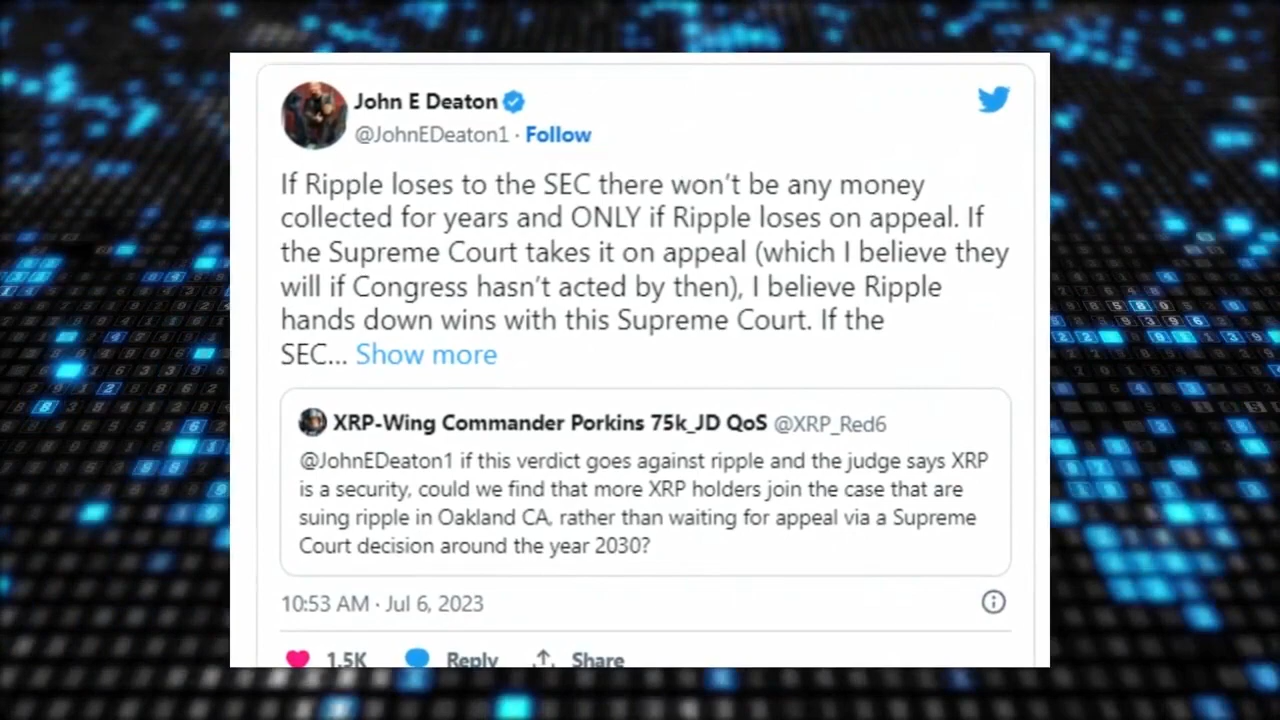 John E Deaton
@JohnEDeaton1 · Follow
If Ripple loses to the SEC there won’t be any money
collected for years and ONLY if Ripple loses on appeal. If
the Supreme Court takes it on appeal (which I believe they
will if Congress hasn’t acted by then), I believe Ripple
hands down wins with this Supreme Court. If the
SEC... Show more
XRP-Wing Commander Porkins 75k_JD QoS @XRP_Red6
@JohnEDeaton1 if this verdict goes against ripple and the judge says XRP
is a security, could we find that more XRP holders join the case that are
suing ripple in Oakland CA, rather than waiting for appeal via a Supreme
Court decision around the year 2030?
10:53 AM · Jul 6, 2023
1.5K Reply Share